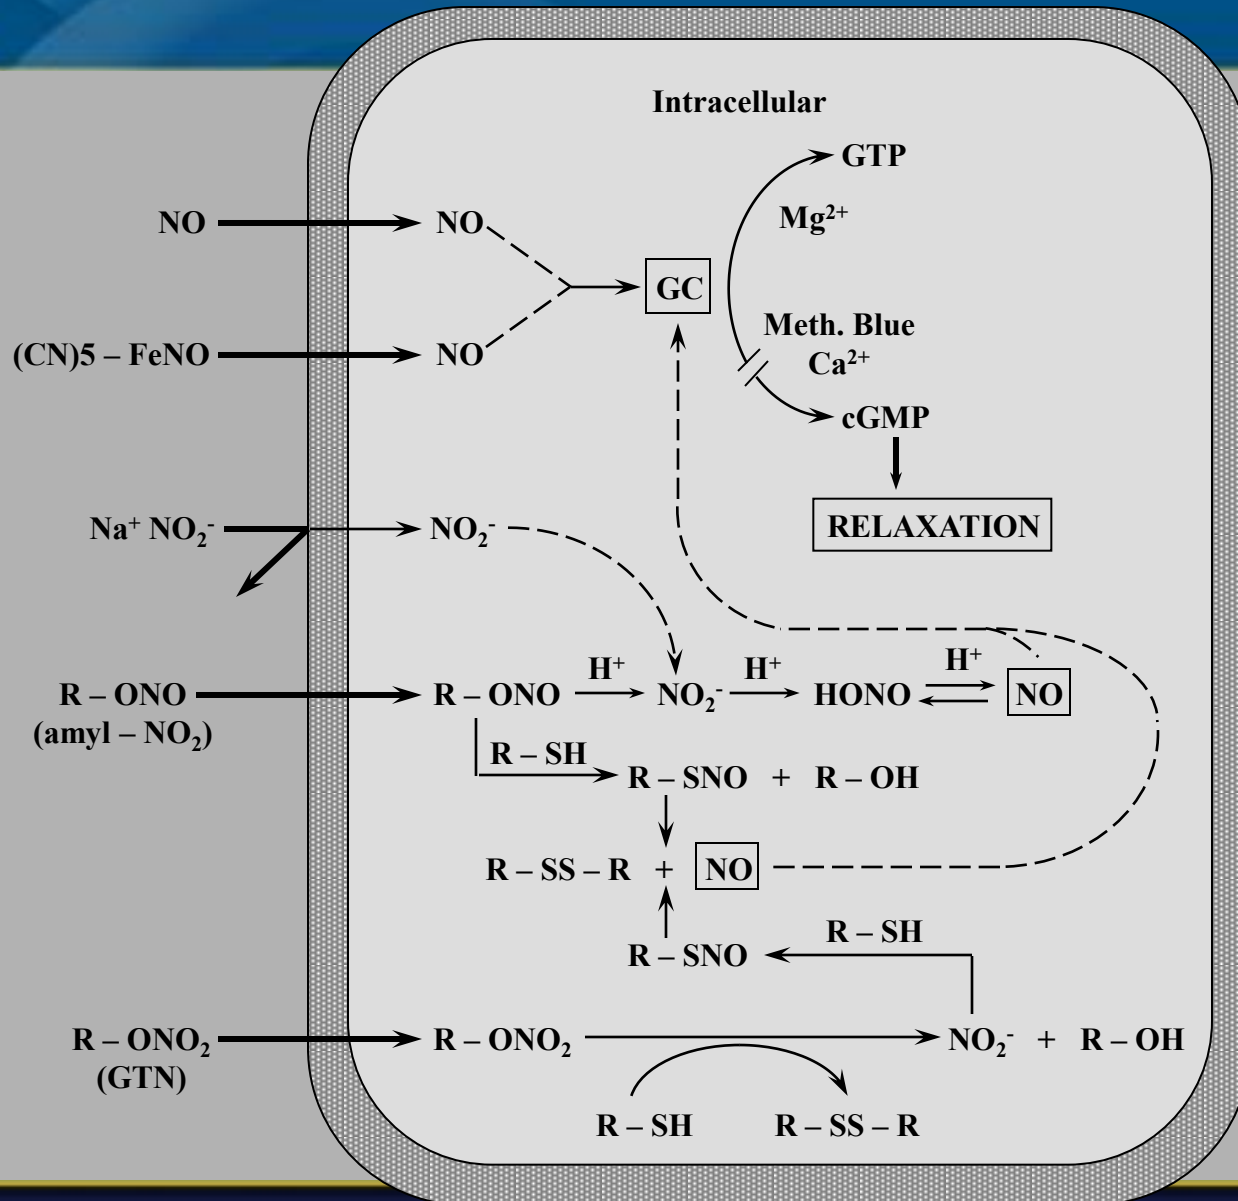 Intracellular
GTP
Mg²⁺
NO
NO
GC
Meth. Blue
Ca²⁺
(CN)5 – FeNO
NO
cGMP
Na⁺ NO₂⁻
NO₂⁻
RELAXATION
H⁺
H⁺
H⁺
R – ONO
(amyl – NO₂)
R – ONO
NO₂⁻
HONO
NO
R – SH
R – SNO + R – OH
R – SS – R + NO
R – SH
R – SNO
R – ONO₂
(GTN)
R – ONO₂
NO₂⁻ + R – OH
R – SH
R – SS – R